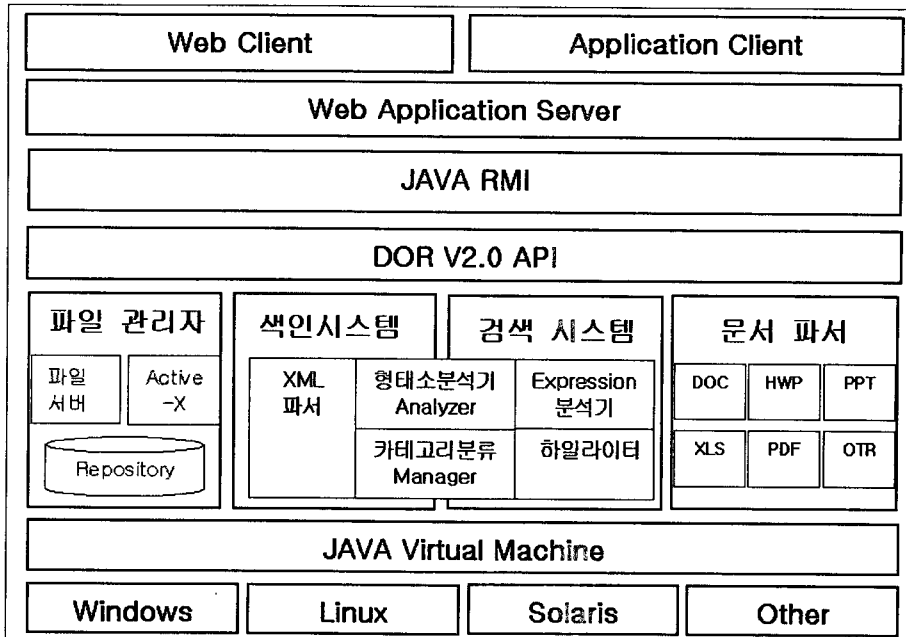 Web Client
Application Client
Web Application Server
JAVA RMI
DOR V2.0 API
파일 관리자
파일
서버
Active
-X
Repository
색인시스템
검색 시스템
XML
파서
형태소분석기
Analyzer
Expression
분석기
카테고리분류
Manager
하일라이터
문서 파서
DOC
HWP
PPT
XLS
PDF
OTR
JAVA Virtual Machine
Windows
Linux
Solaris
Other